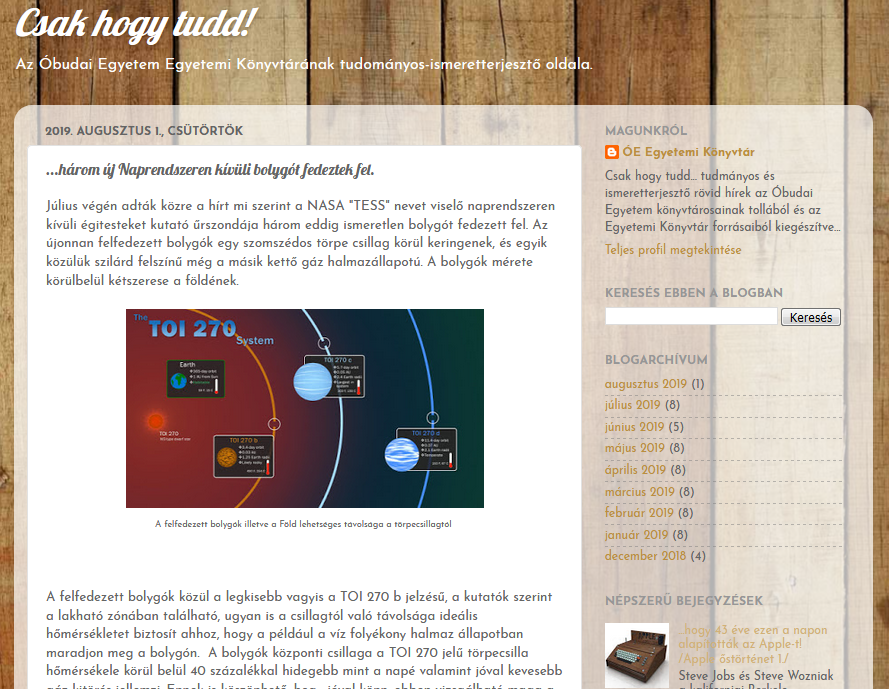 Csak hogy tudd!
Az Óbudai Egyetem Egyetemi Könyvtárának tudományos-ismeretterjesztő oldala.
2019. AUGUSZTUS 1., CSÜTÖRTÖK
...három új Naprendszeren kívüli bolygót fedeztek fel.
Július végén adták közre a hírt mi szerint a NASA "TESS" nevet viselő naprendszeren
kívüli égitesteket kutató űrszondája három eddig ismeretlen bolygót fedezett fel. Az
újonnan felfedezett bolygók egy szomszédos törpe csillag körül keringenek, és egyik
közülük szilárd felszínű még a másik kettő gáz halmazállapotú. A bolygók mérete
körülbelül kétszerese a földének.
The
TOI 270
System
Earth
TOI 270
TOI 270 b
TOI 270 c
TOI 270 d
A felfedezett bolygók illetve a Föld lehetséges távolsága a törpecsillagtól
A felfedezett bolygók közül a legkisebb vagyis a TOI 270 b jelzésű, a kutatók szerint
a lakható zónában található, ugyan is a csillagtól való távolsága ideális
hőmérsékletet biztosít ahhoz, hogy a például a víz folyékony halmaz állapotban
maradjon meg a bolygón. A bolygók központi csillaga a TOI 270 jelű törpecsilla
hőmérsékele körül belül 40 százalékkal hidegebb mint a napé valamint jóval kevesebb
MAGUNKRÓL
ÓE Egyetemi Könyvtár
Csak hogy tudd... tudmányos és
ismeretterjesztő rövid hírek az Óbudai
Egyetem könyvtárosainak tollából és az
Egyetemi Könyvtár forrásaiból kiegészítve...
Teljes profil megtekintése
KERESÉS EBBEN A BLOGBAN
Keresés
BLOGARCHÍVUM
augusztus 2019 (1)
július 2019 (8)
június 2019 (5)
május 2019 (8)
április 2019 (8)
március 2019 (8)
február 2019 (8)
január 2019 (8)
december 2018 (4)
NÉPSZERŰ BEJEGYZÉSEK
...hogy 43 éve ezen a napon
alapították az Apple-t!
/Apple őstörténet 1./
Steve Jobs és Steve Wozniak